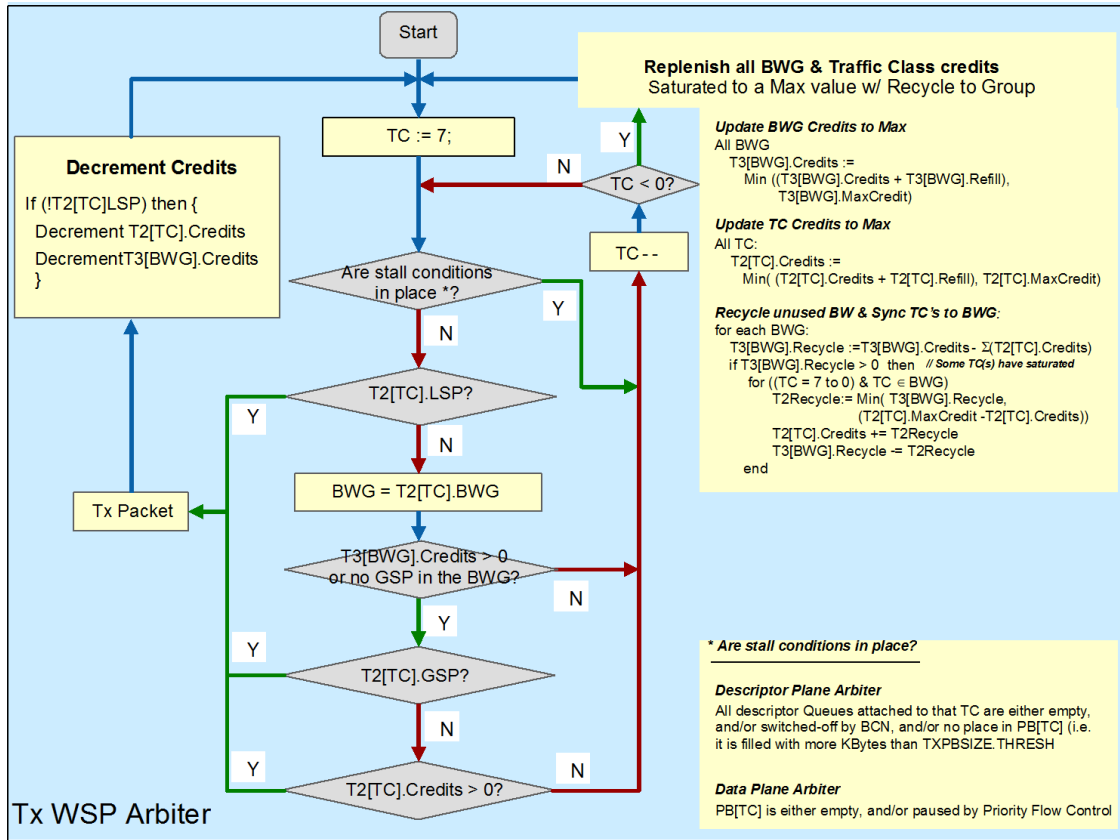 Start
Replenish all BWG & Traffic Class credits
Saturated to a Max value w/ Recycle to Group
TC := 7;
Y
N
TC < 0?
Update BWG Credits to Max
All BWG
T3[BWG].Credits :=
Min ((T3[BWG].Credits + T3[BWG].Refill),
T3[BWG].MaxCredit)
Decrement Credits
If (!T2[TC]LSP) then {
Decrement T2[TC].Credits
DecrementT3[BWG].Credits
}
TC - -
Update TC Credits to Max
All TC:
T2[TC].Credits :=
Min( (T2[TC].Credits + T2[TC].Refill), T2[TC].MaxCredit)
Are stall conditions
in place *?
Y
N
Recycle unused BW & Sync TC's to BWG;
for each BWG:
T3[BWG].Recycle :=T3[BWG].Credits - Σ(T2[TC].Credits)
if T3[BWG].Recycle > 0 then // Some TC(s) have saturated
for ((TC = 7 to 0) & TC ∈ BWG)
T2Recycle:= Min( T3[BWG].Recycle,
(T2[TC].MaxCredit -T2[TC].Credits))
T2[TC].Credits += T2Recycle
T3[BWG].Recycle -= T2Recycle
end
T2[TC].LSP?
Y
N
BWG = T2[TC].BWG
Tx Packet
T3[BWG].Credits > 0
or no GSP in the BWG?
N
Y
T2[TC].GSP?
Y
N
T2[TC].Credits > 0?
Y
N
* Are stall conditions in place?
Descriptor Plane Arbiter
All descriptor Queues attached to that TC are either empty,
and/or switched-off by BCN, and/or no place in PB[TC] (i.e.
it is filled with more KBytes than TXPBSIZE.THRESH
Data Plane Arbiter
PB[TC] is either empty, and/or paused by Priority Flow Control
Tx WSP Arbiter